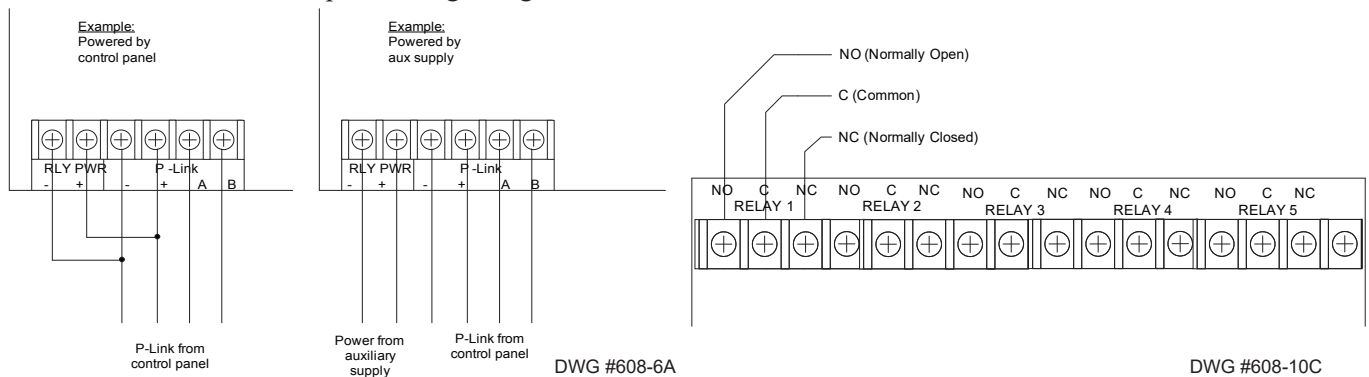 Example:
Powered by
control panel
RLY PWR P -Link
- + - + A B
P-Link from
control panel
Example:
Powered by
aux supply
RLY PWR P -Link
- + - + A B
Power from
auxiliary
supply
P-Link from
control panel
DWG #608-6A
NO (Normally Open)
C (Common)
NC (Normally Closed)
NO C NC NO C NC NO C NC NO C NC NO C NC
RELAY 1 RELAY 2 RELAY 3 RELAY 4 RELAY 5
DWG #608-10C